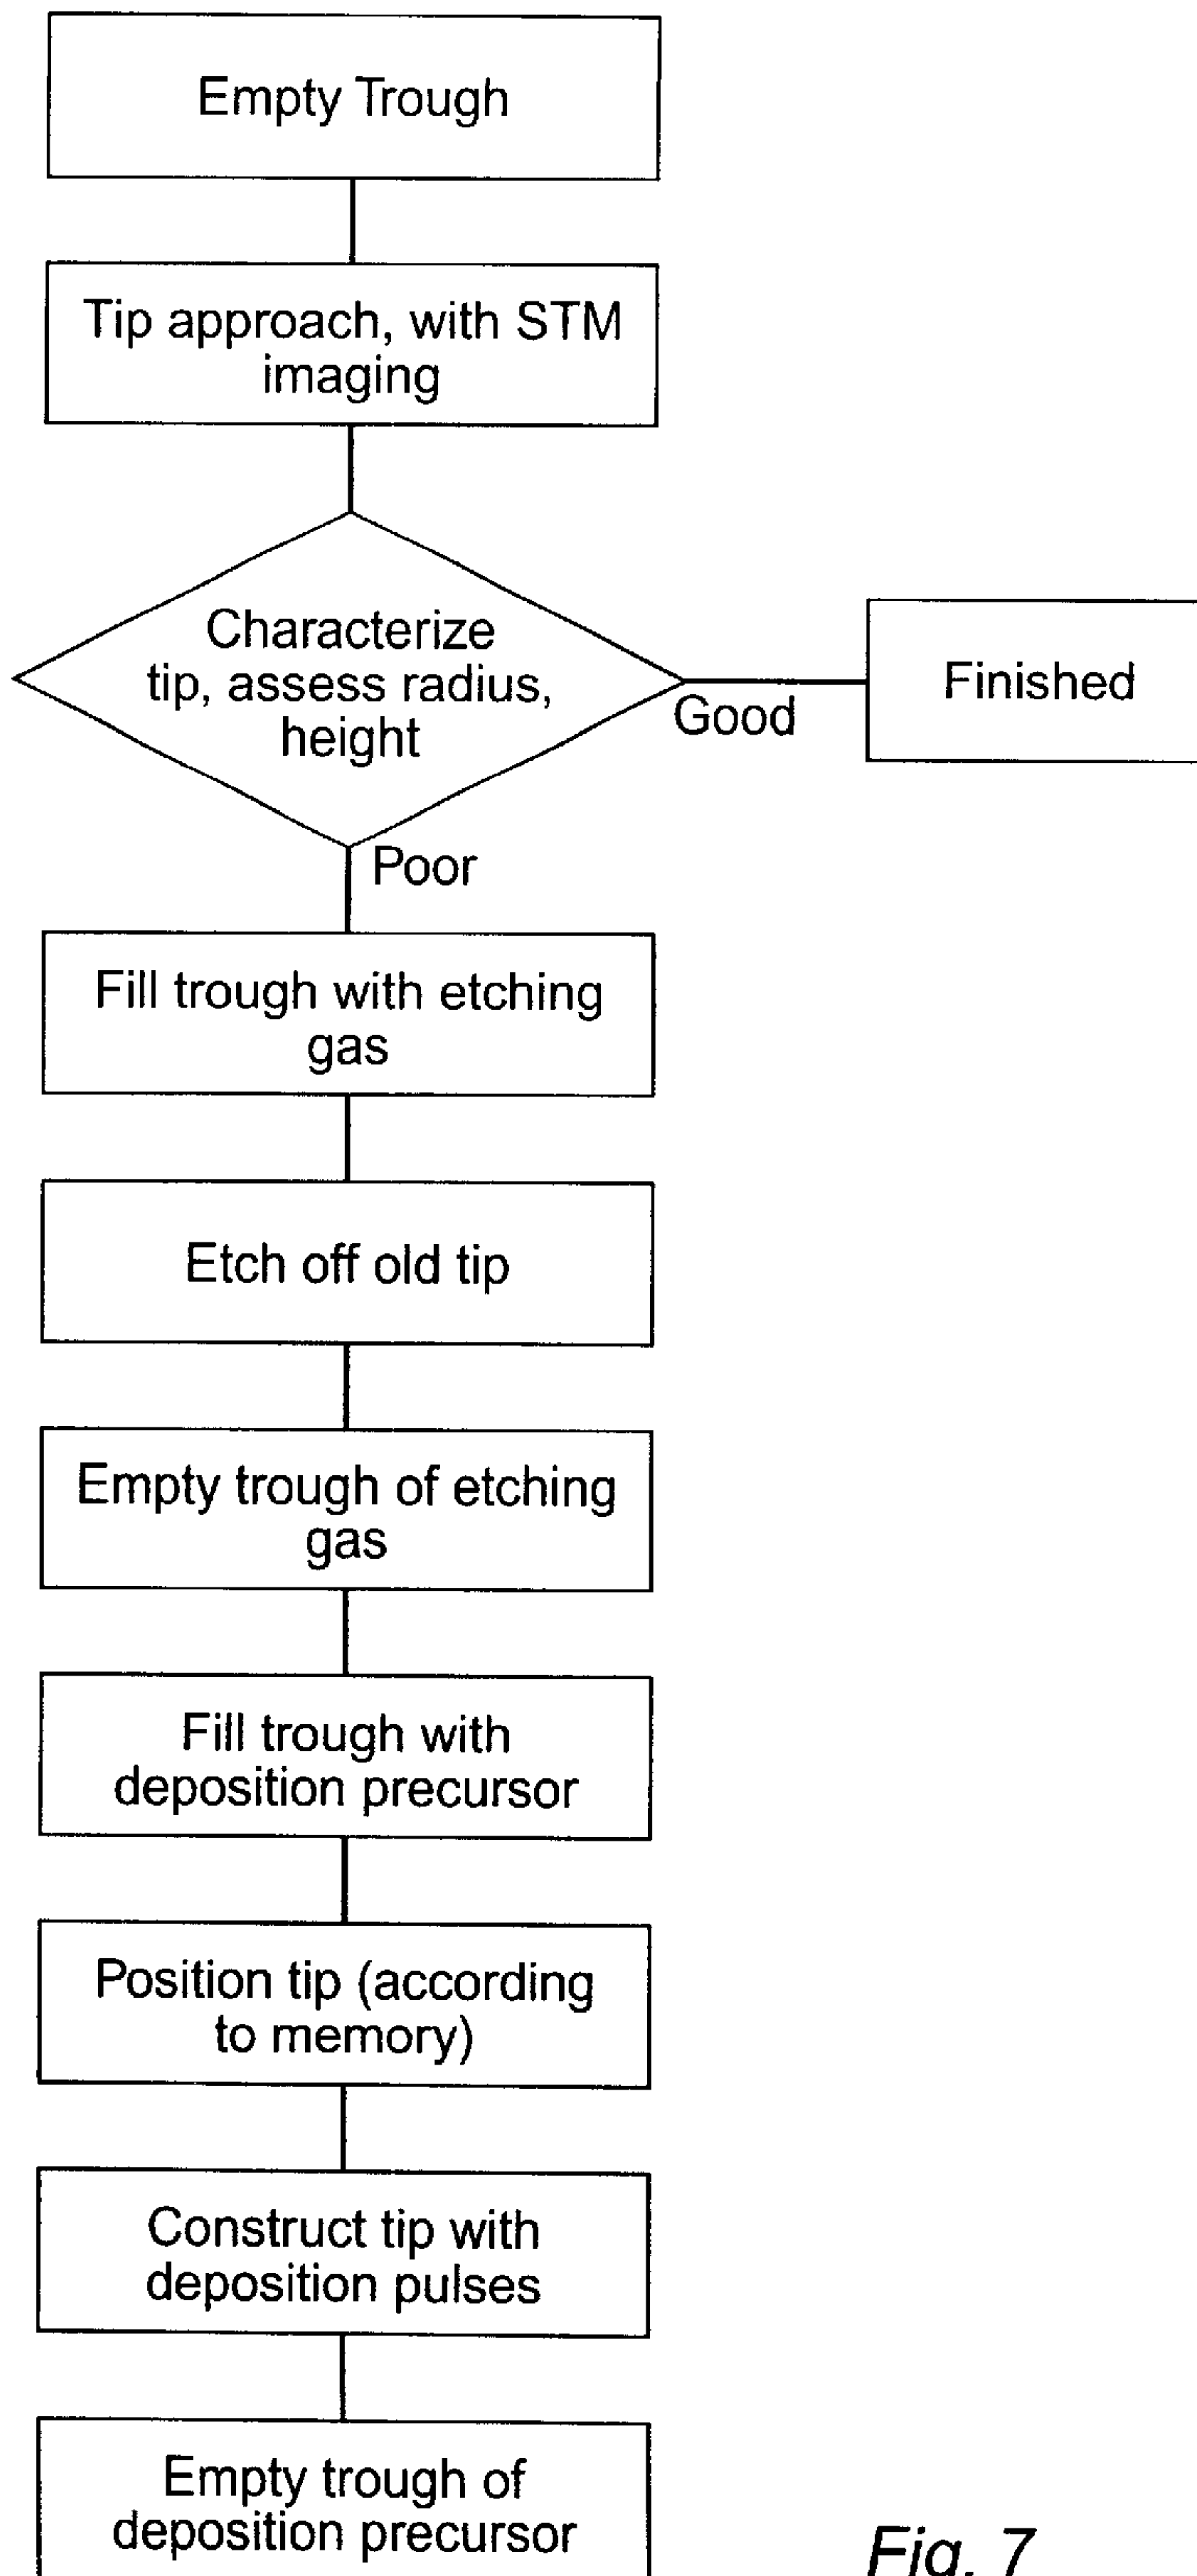 Empty Trough
Tip approach, with STM
imaging
Characterize
tip, assess radius,
height
Good
Finished
Poor
Fill trough with etching
gas
Etch off old tip
Empty trough of etching
gas
Fill trough with
deposition precursor
Position tip (according
to memory)
Construct tip with
deposition pulses
Empty trough of
deposition precursor
Fig. 7